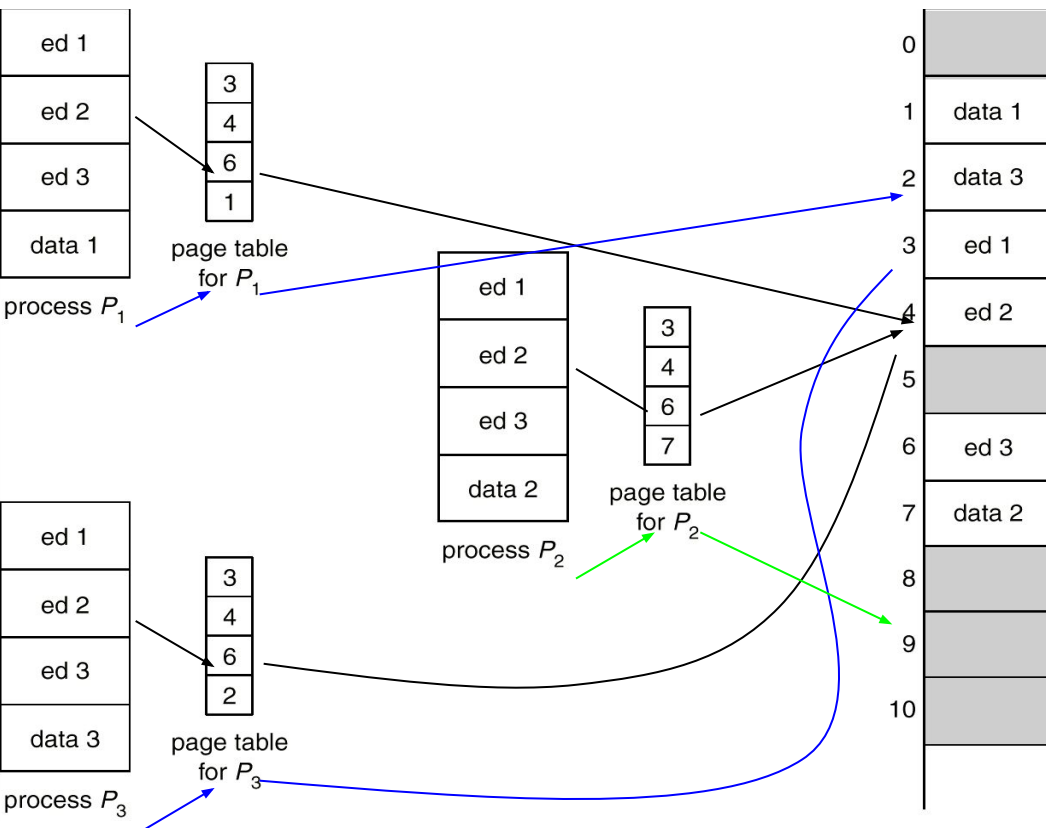 ed 1
ed 2
ed 3
data 1
process P1
3
4
6
1
page table
for P1
ed 1
ed 2
ed 3
data 2
process P2
3
4
6
7
page table
for P2
ed 1
ed 2
ed 3
data 3
process P3
3
4
6
2
page table
for P3
0
1 data 1
2 data 3
3 ed 1
4 ed 2
5
6 ed 3
7 data 2
8
9
10